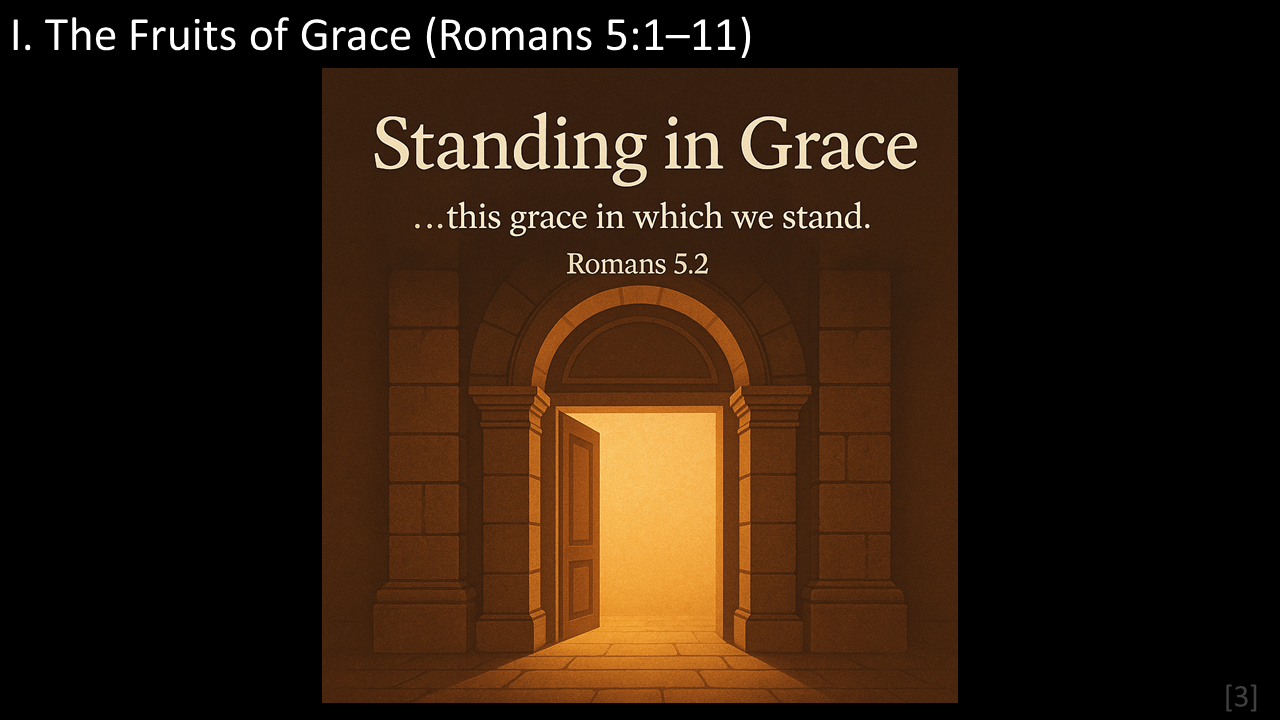 I. The Fruits of Grace (Romans 5:1–11)
Standing in Grace
…this grace in which we stand.
Romans 5.2
[3]